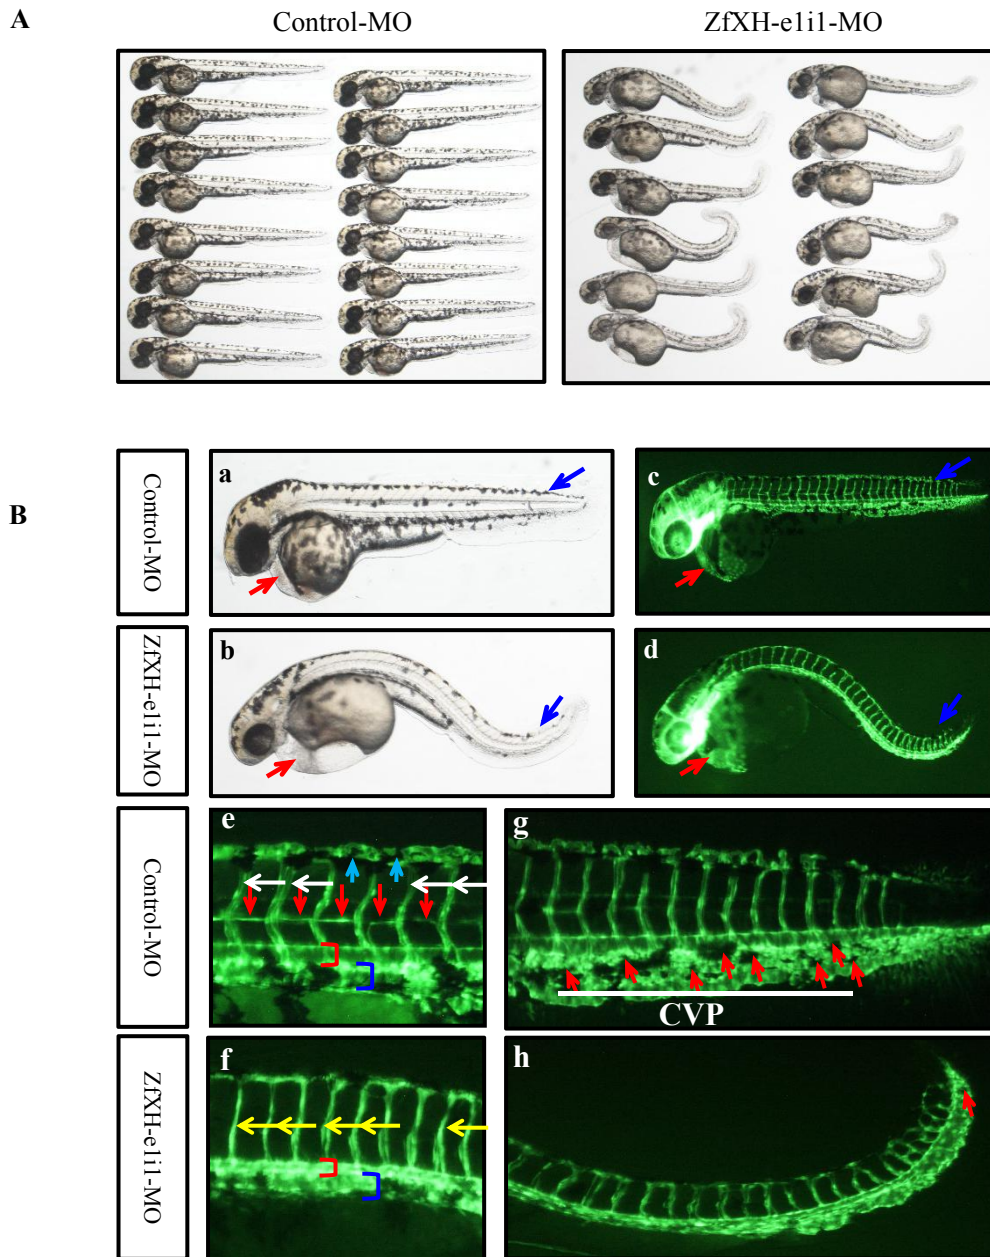 A
Control-MO
ZfXH-e1i1-MO
B
Control-MO
a
c
ZfXH-e1i1-MO
b
d
Control-MO
e
g
CVP
ZfXH-e1i1-MO
f
h